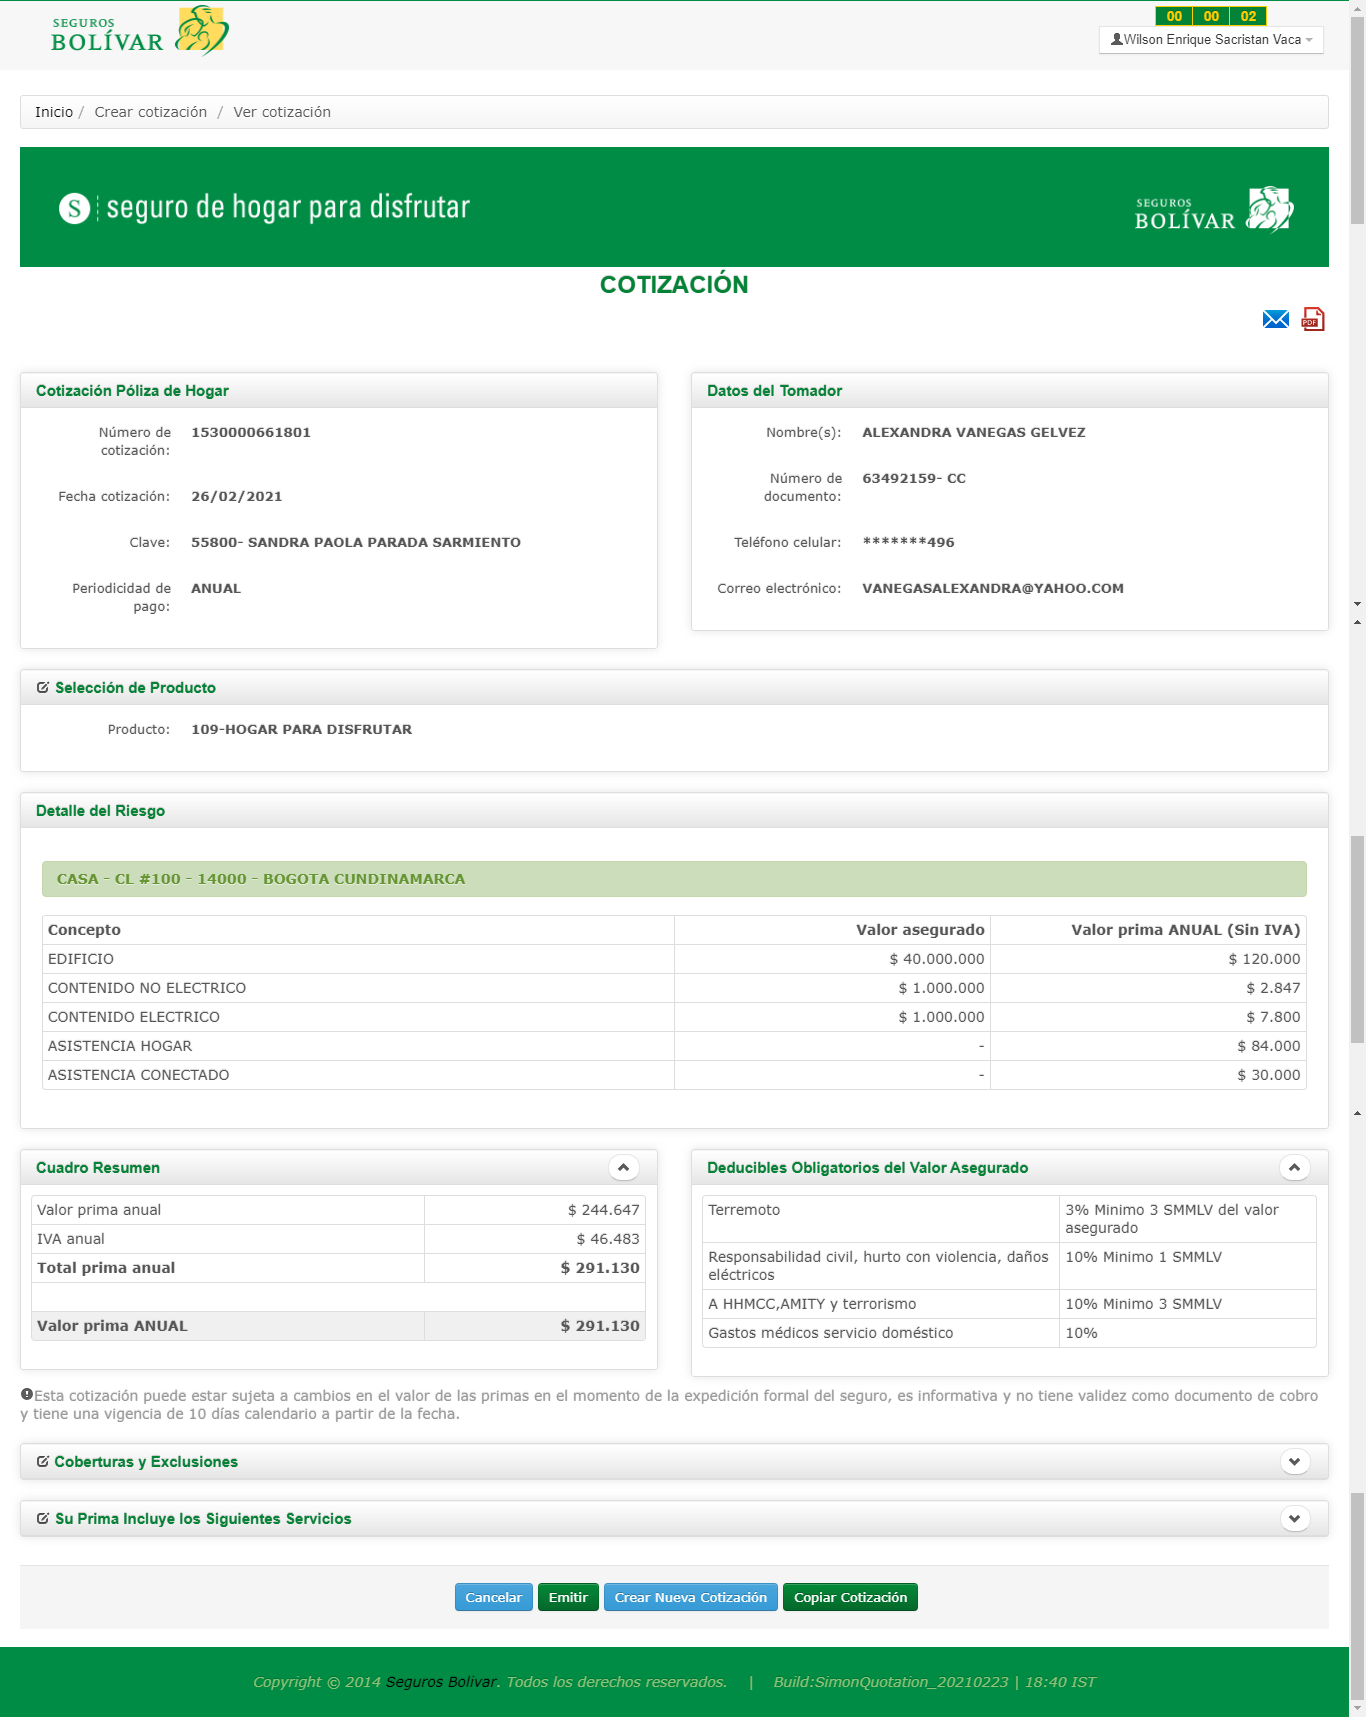 SEGUROS
BOLÍVAR
00 00 02
Wilson Enrique Sacristan Vaca
Inicio / Crear cotización / Ver cotización
S seguro de hogar para disfrutar
SEGUROS
BOLÍVAR
COTIZACIÓN
PDF
Cotización Póliza de Hogar
Número de cotización: 1530000661801
Fecha cotización: 26/02/2021
Clave: 55800- SANDRA PAOLA PARADA SARMIENTO
Periodicidad de pago: ANUAL
Datos del Tomador
Nombre(s): ALEXANDRA VANEGAS GELVEZ
Número de documento: 63492159- CC
Teléfono celular: *******496
Correo electrónico: VANEGASALEXANDRA@YAHOO.COM
Selección de Producto
Producto: 109-HOGAR PARA DISFRUTAR
Detalle del Riesgo
CASA - CL #100 - 14000 - BOGOTA CUNDINAMARCA
Concepto Valor asegurado Valor prima ANUAL (Sin IVA)
EDIFICIO $ 40.000.000 $ 120.000
CONTENIDO NO ELECTRICO $ 1.000.000 $ 2.847
CONTENIDO ELECTRICO $ 1.000.000 $ 7.800
ASISTENCIA HOGAR - $ 84.000
ASISTENCIA CONECTADO - $ 30.000
Cuadro Resumen
Valor prima anual $ 244.647
IVA anual $ 46.483
Total prima anual $ 291.130
Valor prima ANUAL $ 291.130
Deducibles Obligatorios del Valor Asegurado
Terremoto 3% Minimo 3 SMMLV del valor asegurado
Responsabilidad civil, hurto con violencia, daños eléctricos 10% Minimo 1 SMMLV
A HHMCC,AMITY y terrorismo 10% Minimo 3 SMMLV
Gastos médicos servicio doméstico 10%
Esta cotización puede estar sujeta a cambios en el valor de las primas en el momento de la expedición formal del seguro, es informativa y no tiene validez como documento de cobro
y tiene una vigencia de 10 días calendario a partir de la fecha.
Coberturas y Exclusiones
Su Prima Incluye los Siguientes Servicios
Cancelar Emitir Crear Nueva Cotización Copiar Cotización
Copyright © 2014 Seguros Bolivar. Todos los derechos reservados. | Build:SimonQuotation_20210223 | 18:40 IST